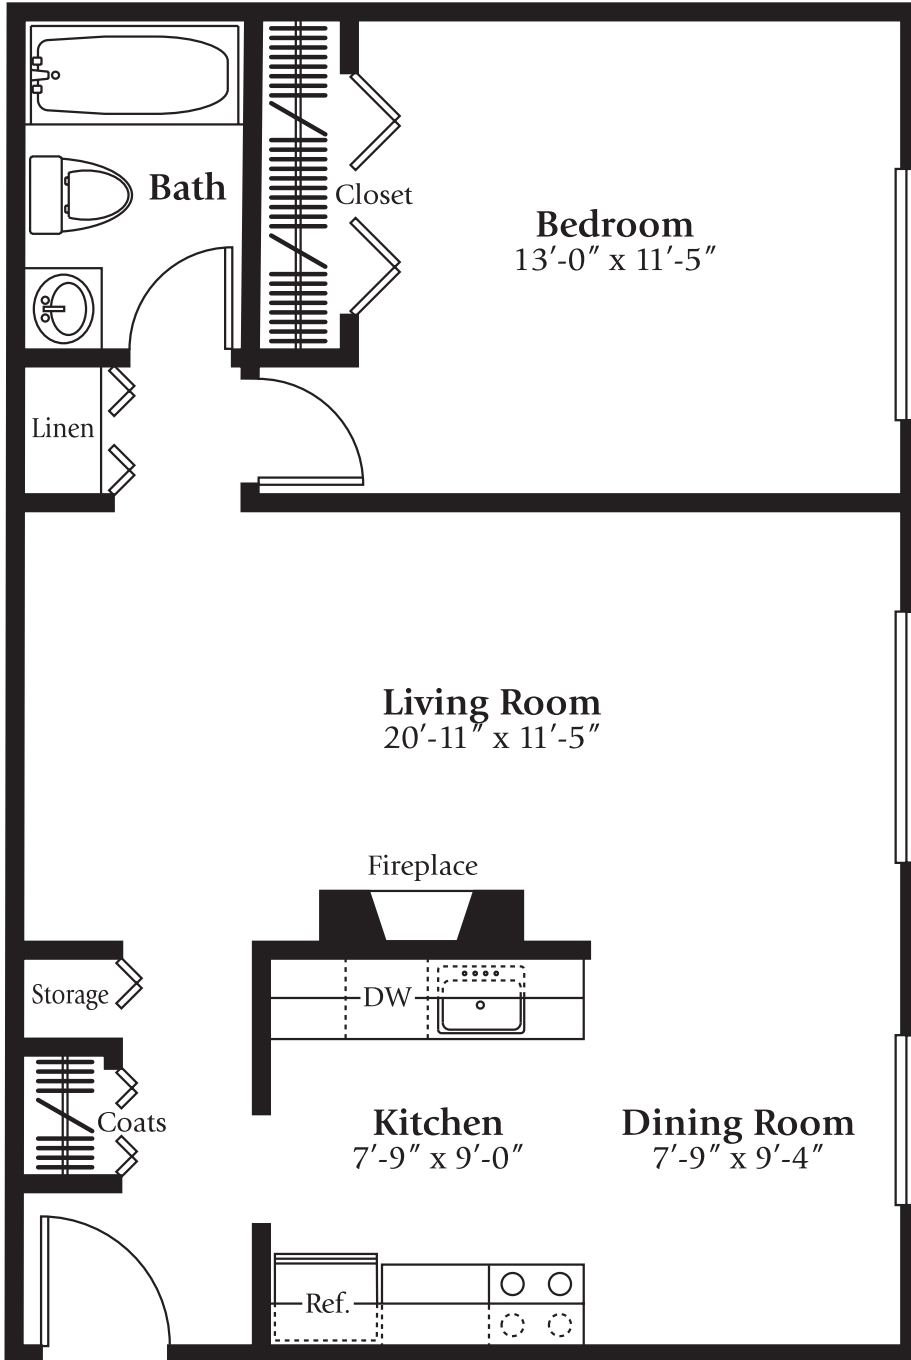 Bath
Closet
Bedroom
13′-0″ x 11′-5″
Linen
Living Room
20′-11″ x 11′-5″
Fireplace
Storage
DW
Coats
Kitchen
7′-9″ x 9′-0″
Dining Room
7′-9″ x 9′-4″
Ref.